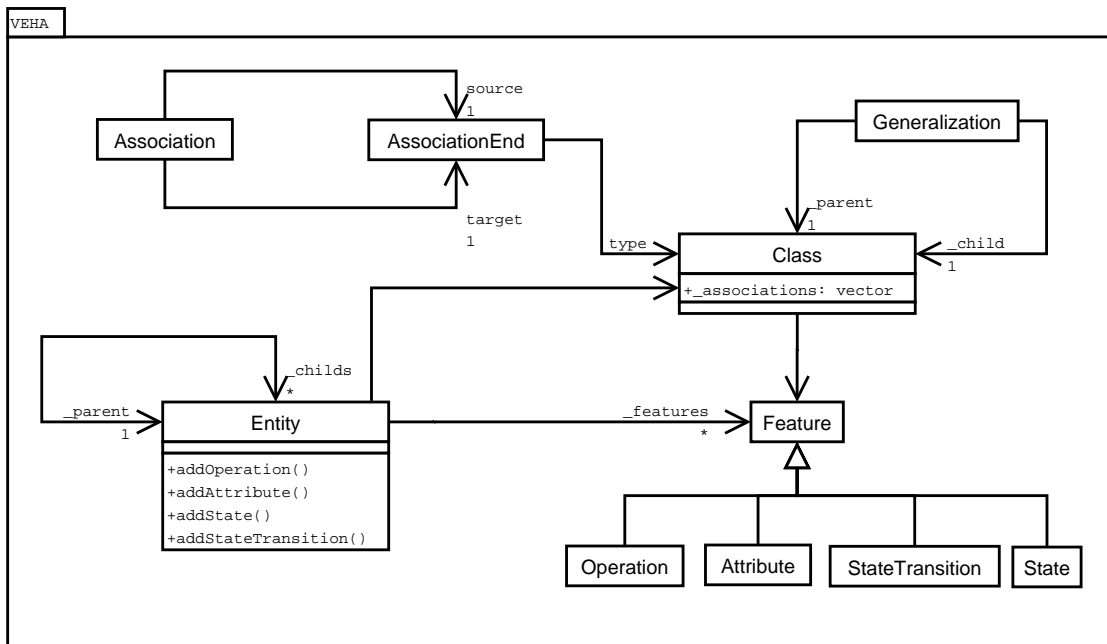 VEHA
source
1
Association
AssociationEnd
Generalization
target
1
_parent
1
type
Class
_child
1
+_associations: vector
_childs
*
_parent
1
Entity
_features
*
Feature
+addOperation()
+addAttribute()
+addState()
+addStateTransition()
Operation
Attribute
StateTransition
State